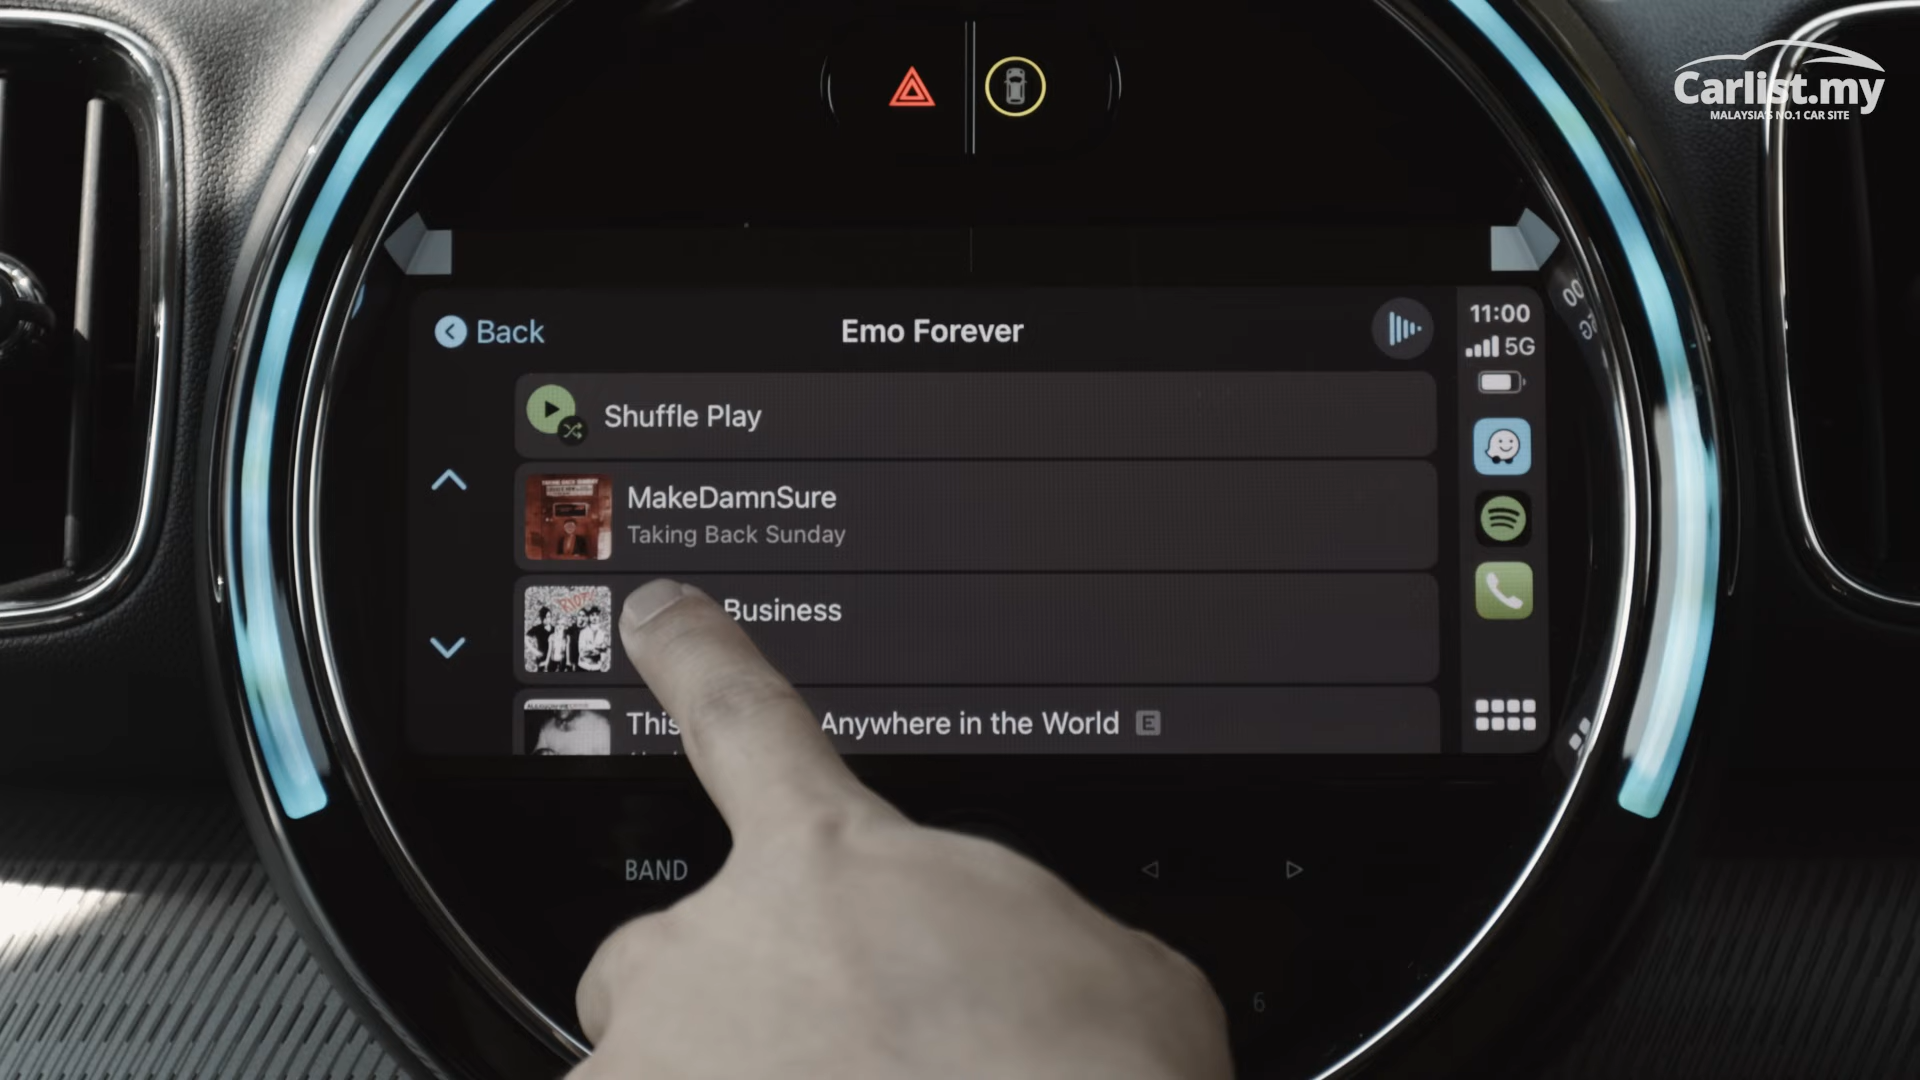 Carlist.my
MALAYSIA'S NO.1 CAR SITE
Back
Emo Forever
11:00
5G
Shuffle Play
MakeDamnSure
Taking Back Sunday
Business
This
Anywhere in the World
E
BAND
6